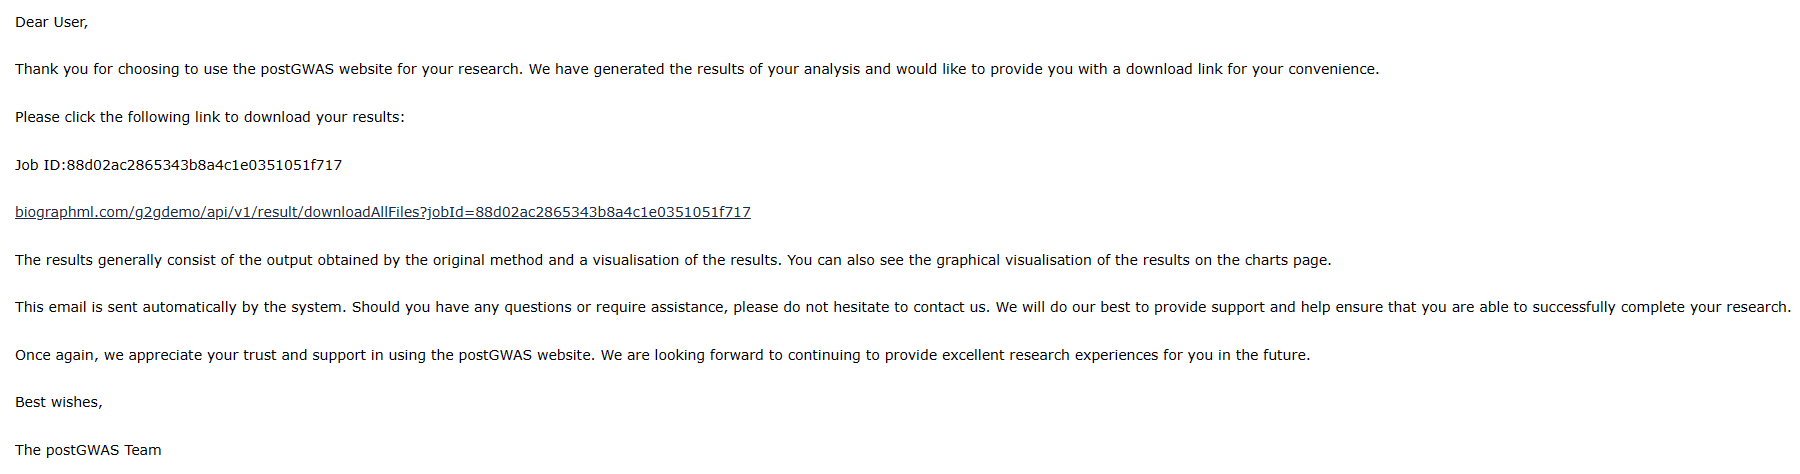 Dear User,
Thank you for choosing to use the postGWAS website for your research. We have generated the results of your analysis and would like to provide you with a download link for your convenience.
Please click the following link to download your results:
Job ID:88d02ac2865343b8a4c1e0351051f717
biographml.com/g2gdemo/api/v1/result/downloadAllFiles?jobId=88d02ac2865343b8a4c1e0351051f717
The results generally consist of the output obtained by the original method and a visualisation of the results. You can also see the graphical visualisation of the results on the charts page.
This email is sent automatically by the system. Should you have any questions or require assistance, please do not hesitate to contact us. We will do our best to provide support and help ensure that you are able to successfully complete your research.
Once again, we appreciate your trust and support in using the postGWAS website. We are looking forward to continuing to provide excellent research experiences for you in the future.
Best wishes,
The postGWAS Team